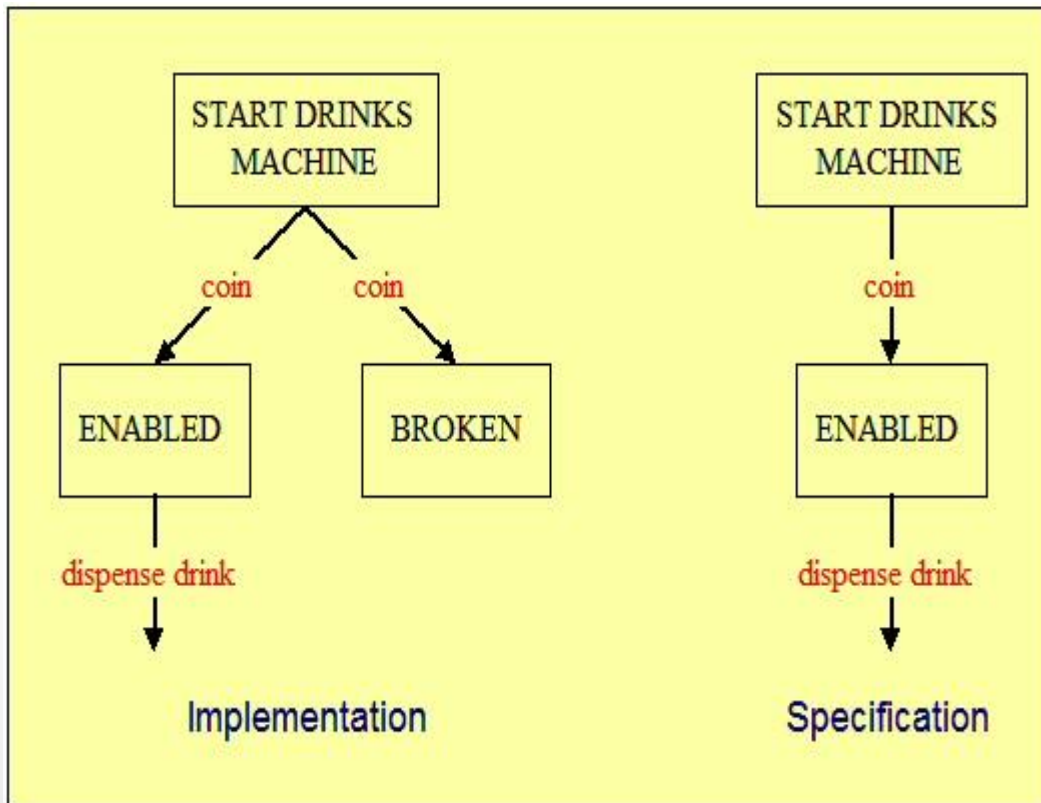 START DRINKS
MACHINE
coin
coin
ENABLED
BROKEN
dispense drink
Implementation
START DRINKS
MACHINE
coin
ENABLED
dispense drink
Specification